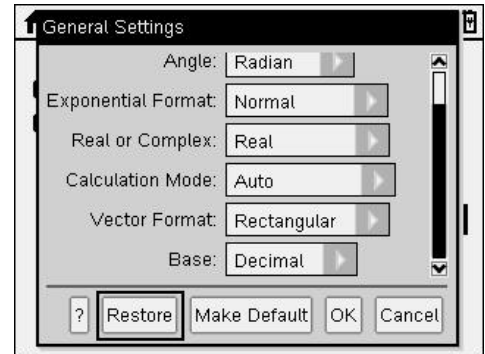 1 General Settings
Angle: Radian
Exponential Format: Normal
Real or Complex: Real
Calculation Mode: Auto
Vector Format: Rectangular
Base: Decimal
? Restore Make Default OK Cancel